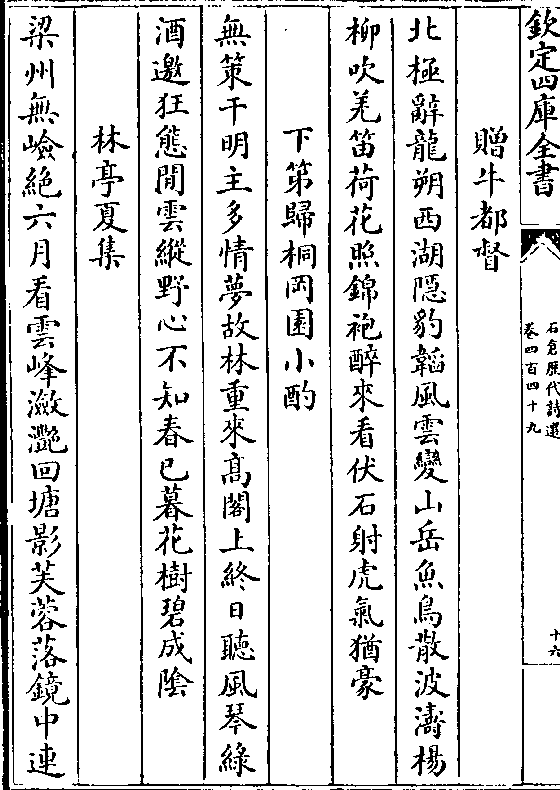 欽定四庫全書
石倉歷代詩選
卷四百四十九
十六
贈牛都督
北極辭龍朔西湖隱豹韜風雲變山岳魚鳥散波濤楊
柳吹羌笛荷花照錦袍醉來看伏石射虎氣猶豪
下第歸桐岡園小酌
無策干明主多情夢故林重來髙閣上終日聽風琴綠
酒邀狂態閒雲縱野心不知春已暮花樹碧成隂
林亭夏集
梁州無嶮絶六月看雲峰瀲灎回塘影芙蓉落鏡中連